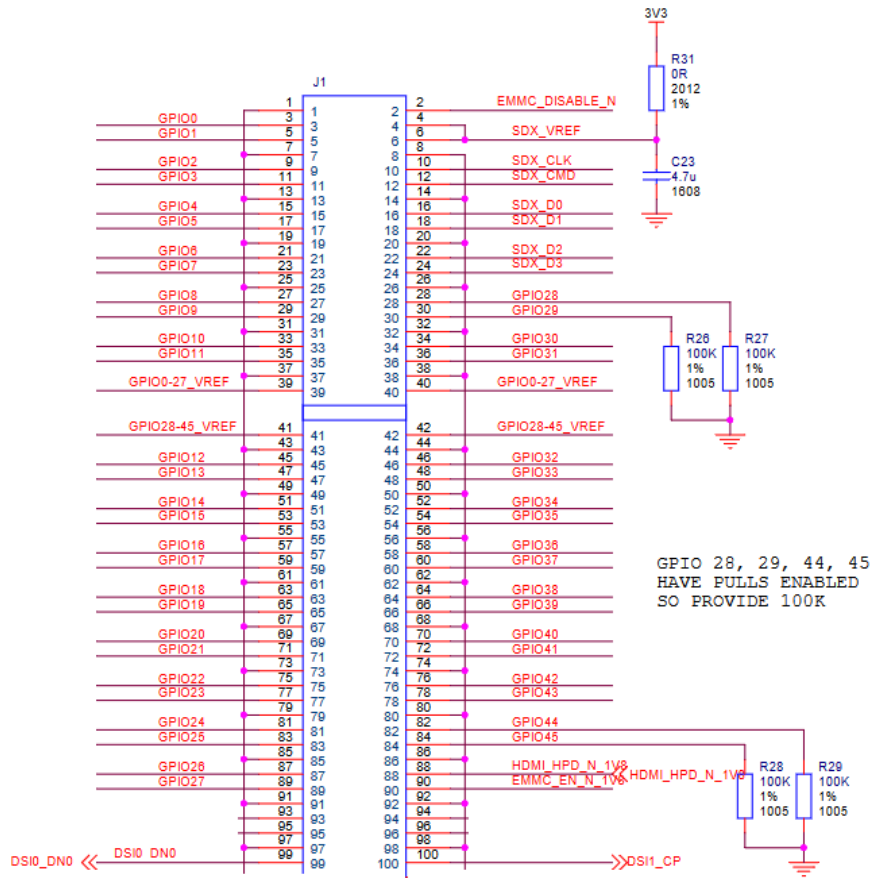 3V3
R31
0R
2012
1%
J1
1 1 2 2 EMMC_DISABLE_N
GPIO0 3 3 4 4
GPIO1 5 5 6 6 SDX_VREF
7 7 8 8
GPIO2 9 9 10 10 SDX_CLK
GPIO3 11 11 12 12 SDX_CMD
C23
4.7u
1608
13 13 14 14
GPIO4 15 15 16 16 SDX_D0
GPIO5 17 17 18 18 SDX_D1
19 19 20 20
GPIO6 21 21 22 22 SDX_D2
GPIO7 23 23 24 24 SDX_D3
25 25 26 26
GPIO8 27 27 28 28 GPIO28
GPIO9 29 29 30 30 GPIO29
31 31 32 32
GPIO10 33 33 34 34 GPIO30
GPIO11 35 35 36 36 GPIO31
37 37 38 38
GPIO0-27_VREF 39 39 40 40 GPIO0-27_VREF
R26
100K
1%
1005
R27
100K
1%
1005
GPIO28-45_VREF 41 41 42 42 GPIO28-45_VREF
43 43 44 44
GPIO12 45 45 46 46 GPIO32
GPIO13 47 47 48 48 GPIO33
49 49 50 50
GPIO14 51 51 52 52 GPIO34
GPIO15 53 53 54 54 GPIO35
55 55 56 56
GPIO16 57 57 58 58 GPIO36
GPIO17 59 59 60 60 GPIO37
61 61 62 62
GPIO18 63 63 64 64 GPIO38
GPIO19 65 65 66 66 GPIO39
67 67 68 68
GPIO 28, 29, 44, 45
HAVE PULLS ENABLED
SO PROVIDE 100K
GPIO20 69 69 70 70 GPIO40
GPIO21 71 71 72 72 GPIO41
73 73 74 74
GPIO22 75 75 76 76 GPIO42
GPIO23 77 77 78 78 GPIO43
79 79 80 80
GPIO24 81 81 82 82 GPIO44
GPIO25 83 83 84 84 GPIO45
85 85 86 86
GPIO26 87 87 88 88 HDMI_HPD_N_1V8 HDMI_HPD_N_1V8
GPIO27 89 89 90 90 EMMC_EN_N_1V8
R28
100K
1%
1005
R29
100K
1%
1005
91 91 92 92
93 93 94 94
95 95 96 96
97 97 98 98
DSI0_DN0 DSI0_DN0 99 99 100 100 DSI1_CP